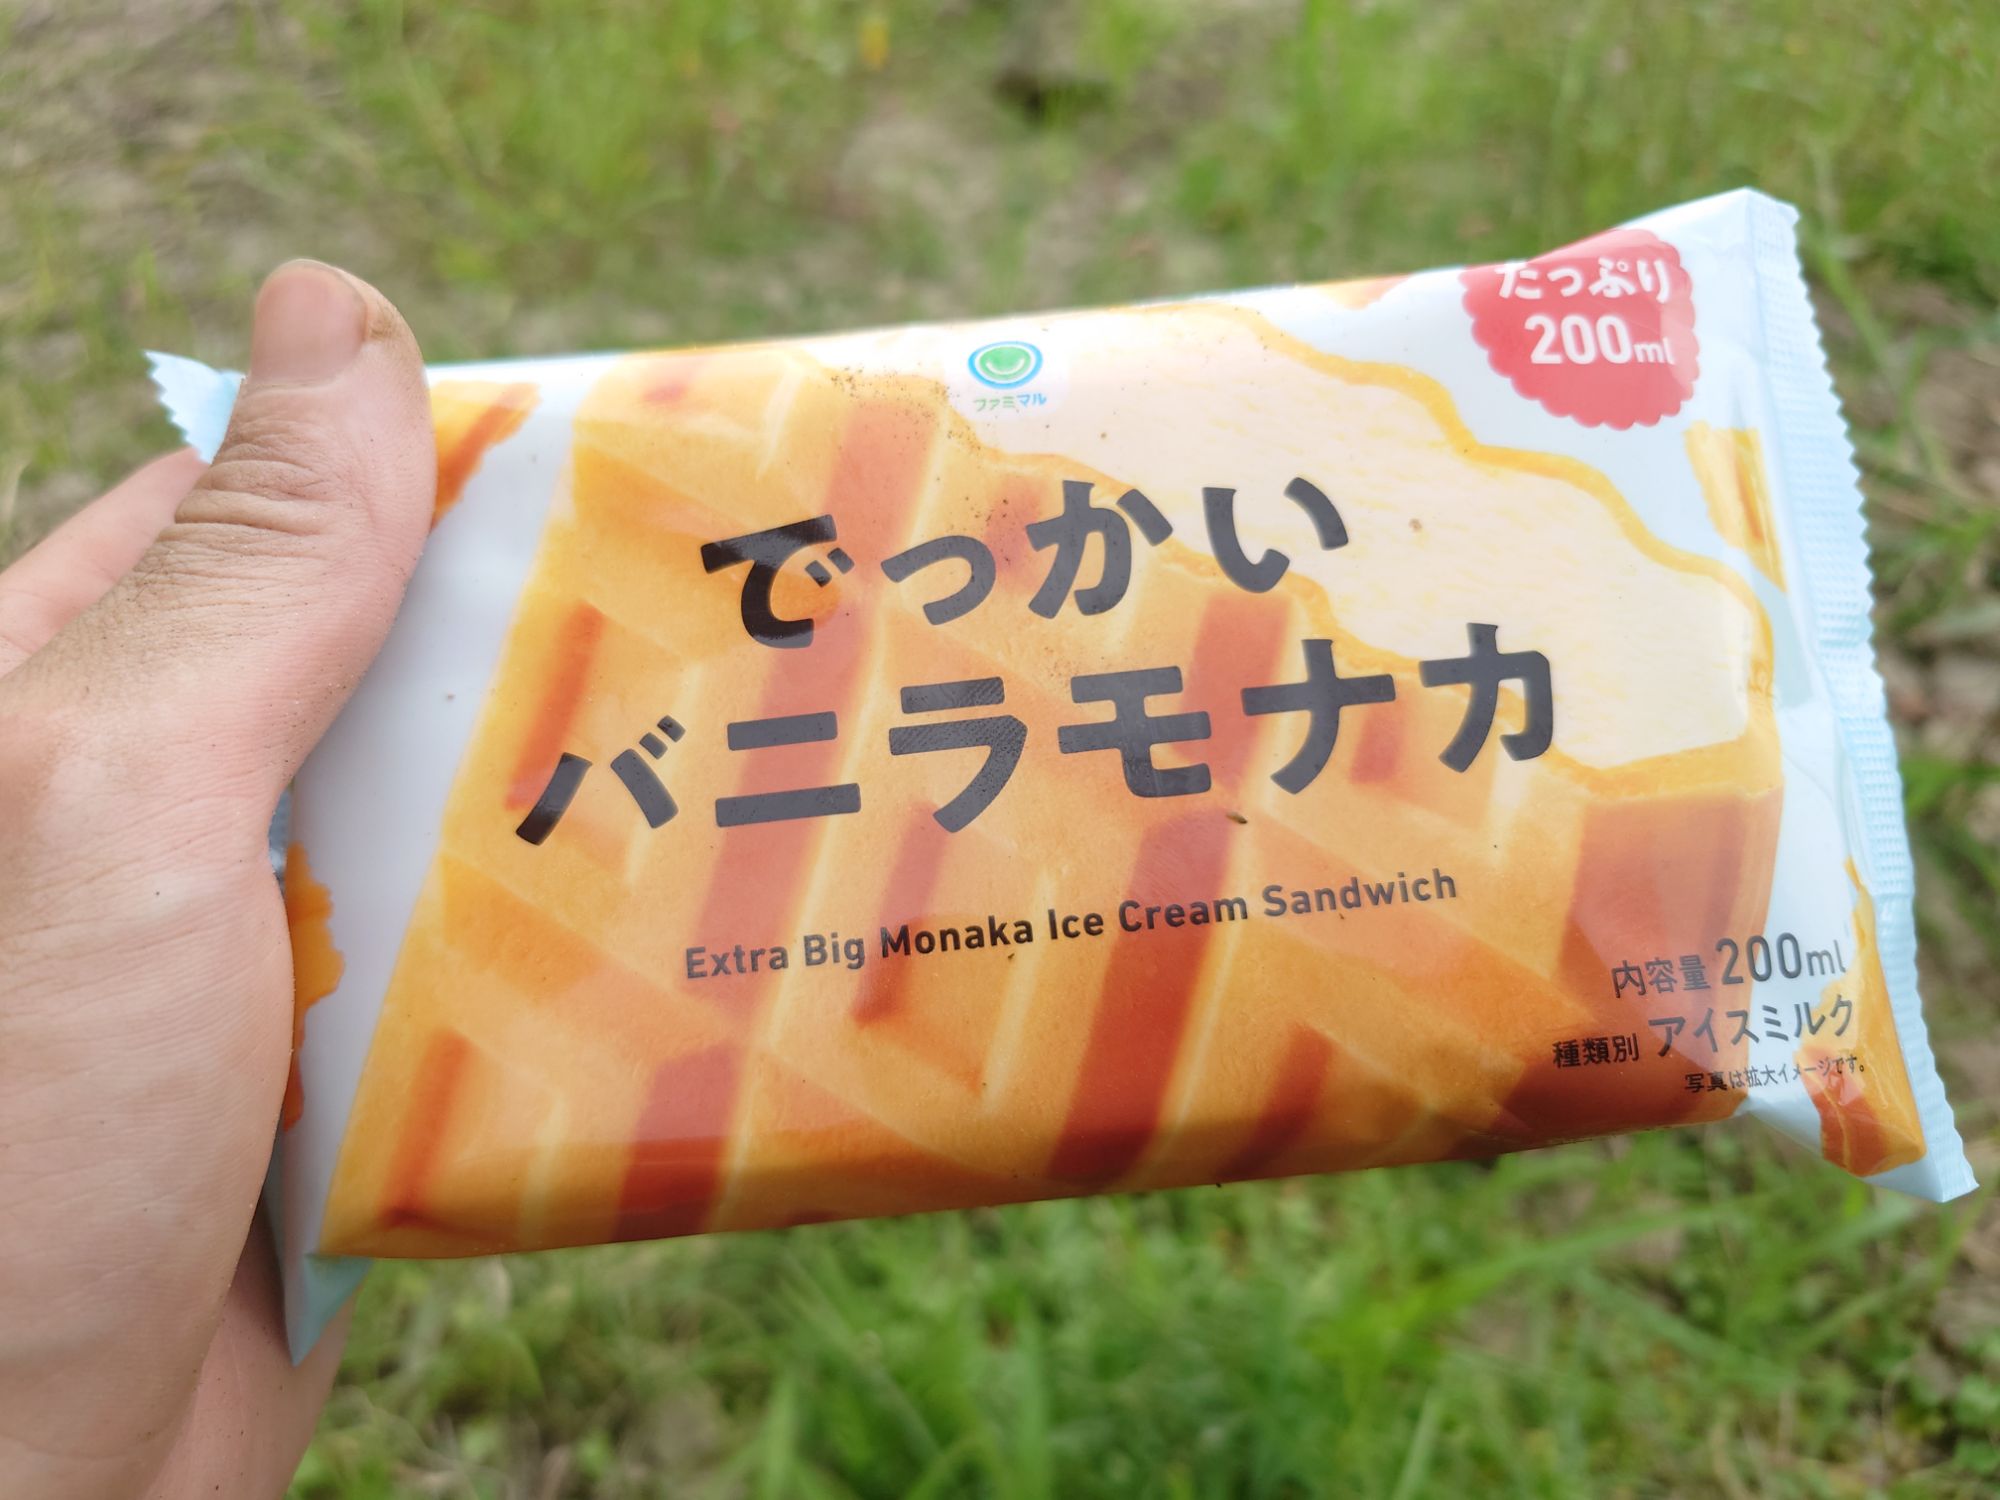 たっぷり
200ml
ファミマル
でっかい
バニラモナカ
Extra Big Monaka Ice Cream Sandwich
内容量 200ml
種類別 アイスミルク
写真は拡大イメージです。